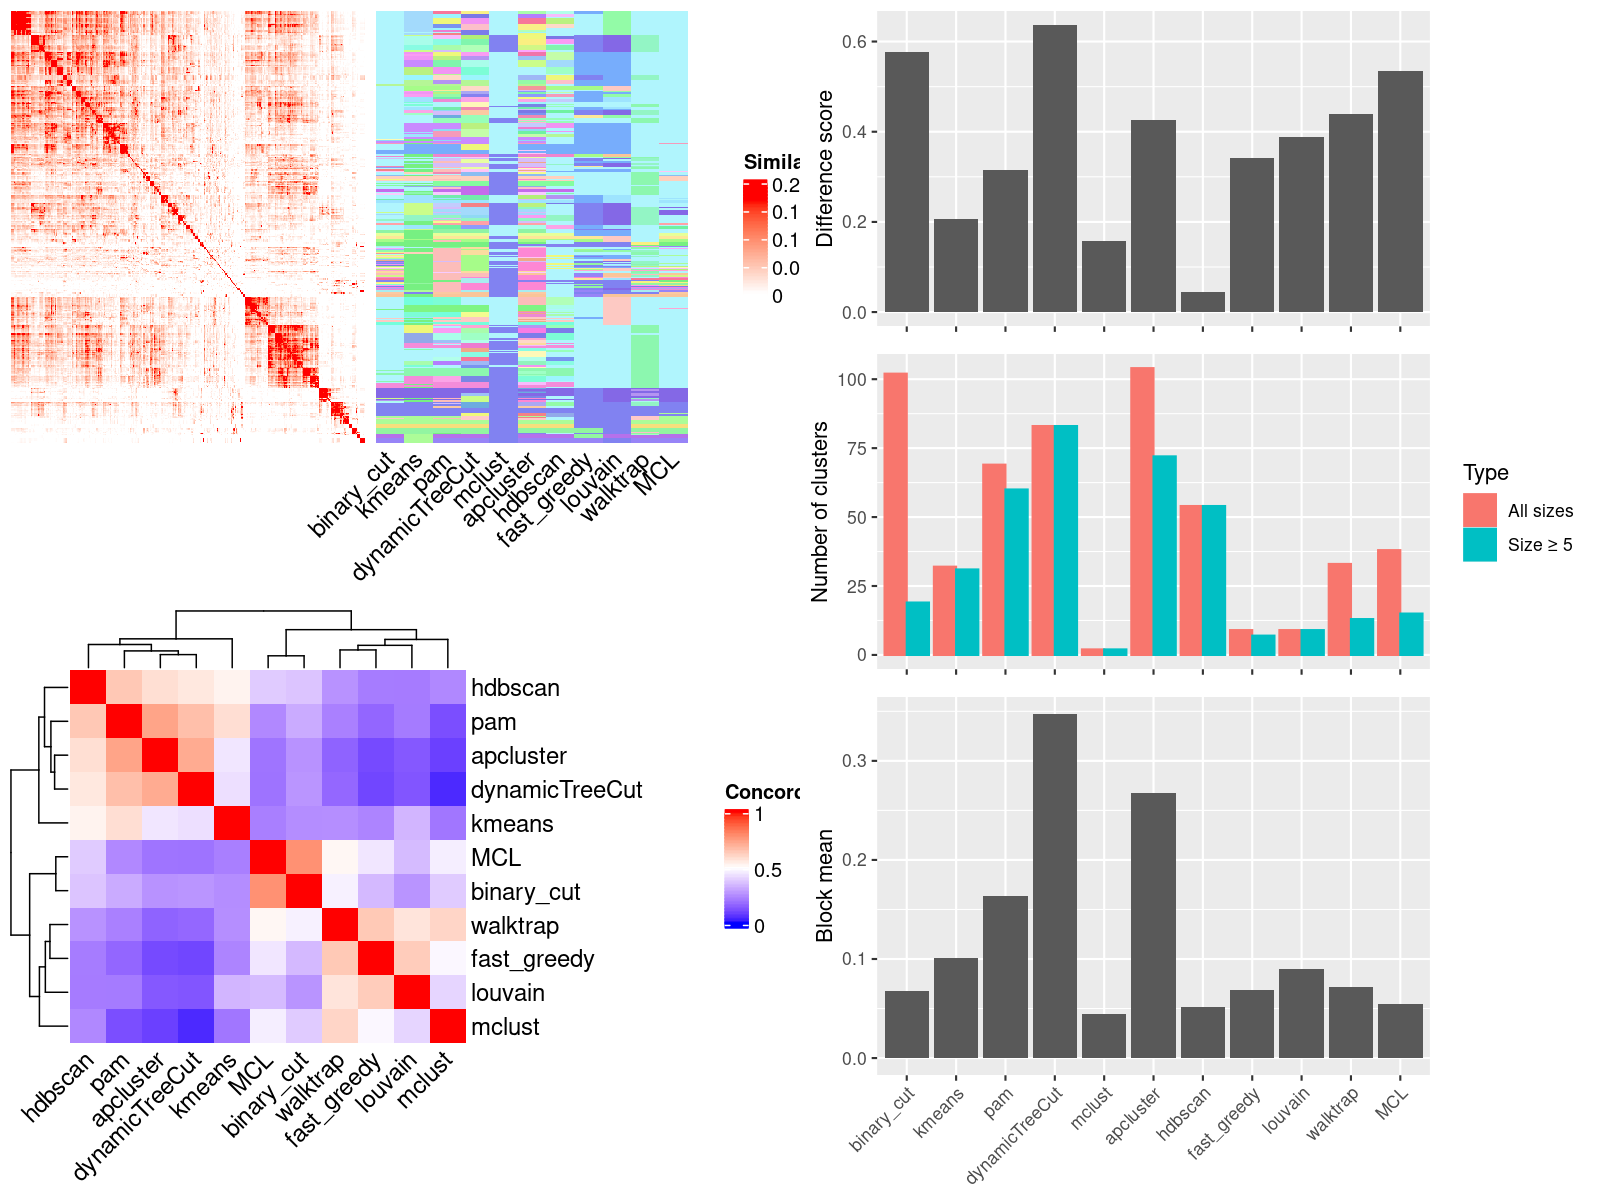 Simila
0.2
0.1
0.1
0.0
0
binary_cut
kmeans
pam
dynamicTreeCut
mclust
apcluster
hdbscan
fast_greedy
louvain
walktrap
MCL
hdbscan
pam
apcluster
dynamicTreeCut
kmeans
MCL
binary_cut
walktrap
fast_greedy
louvain
mclust
Concorc
1
0.5
0
hdbscan
pam
apcluster
dynamicTreeCut
kmeans
MCL
binary_cut
walktrap
fast_greedy
louvain
mclust
Difference score
0.6
0.4
0.2
0.0
Number of clusters
100
75
50
25
0
Type
All sizes
Size ≥ 5
Block mean
0.3
0.2
0.1
0.0
binary_cut
kmeans
pam
dynamicTreeCut
mclust
apcluster
hdbscan
fast_greedy
louvain
walktrap
MCL